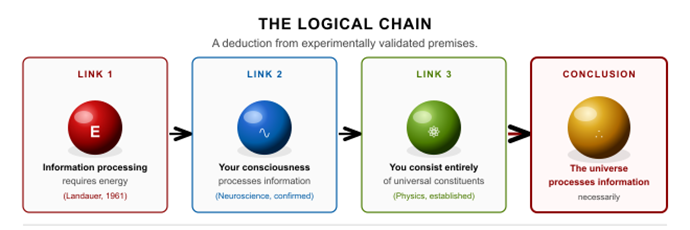 THE LOGICAL CHAIN
A deduction from experimentally validated premises.
LINK 1
E
Information processing
requires energy
(Landauer, 1961)
LINK 2
∿
Your consciousness
processes information
(Neuroscience, confirmed)
LINK 3
⚛
You consist entirely
of universal constituents
(Physics, established)
CONCLUSION
∴
The universe
processes information
necessarily